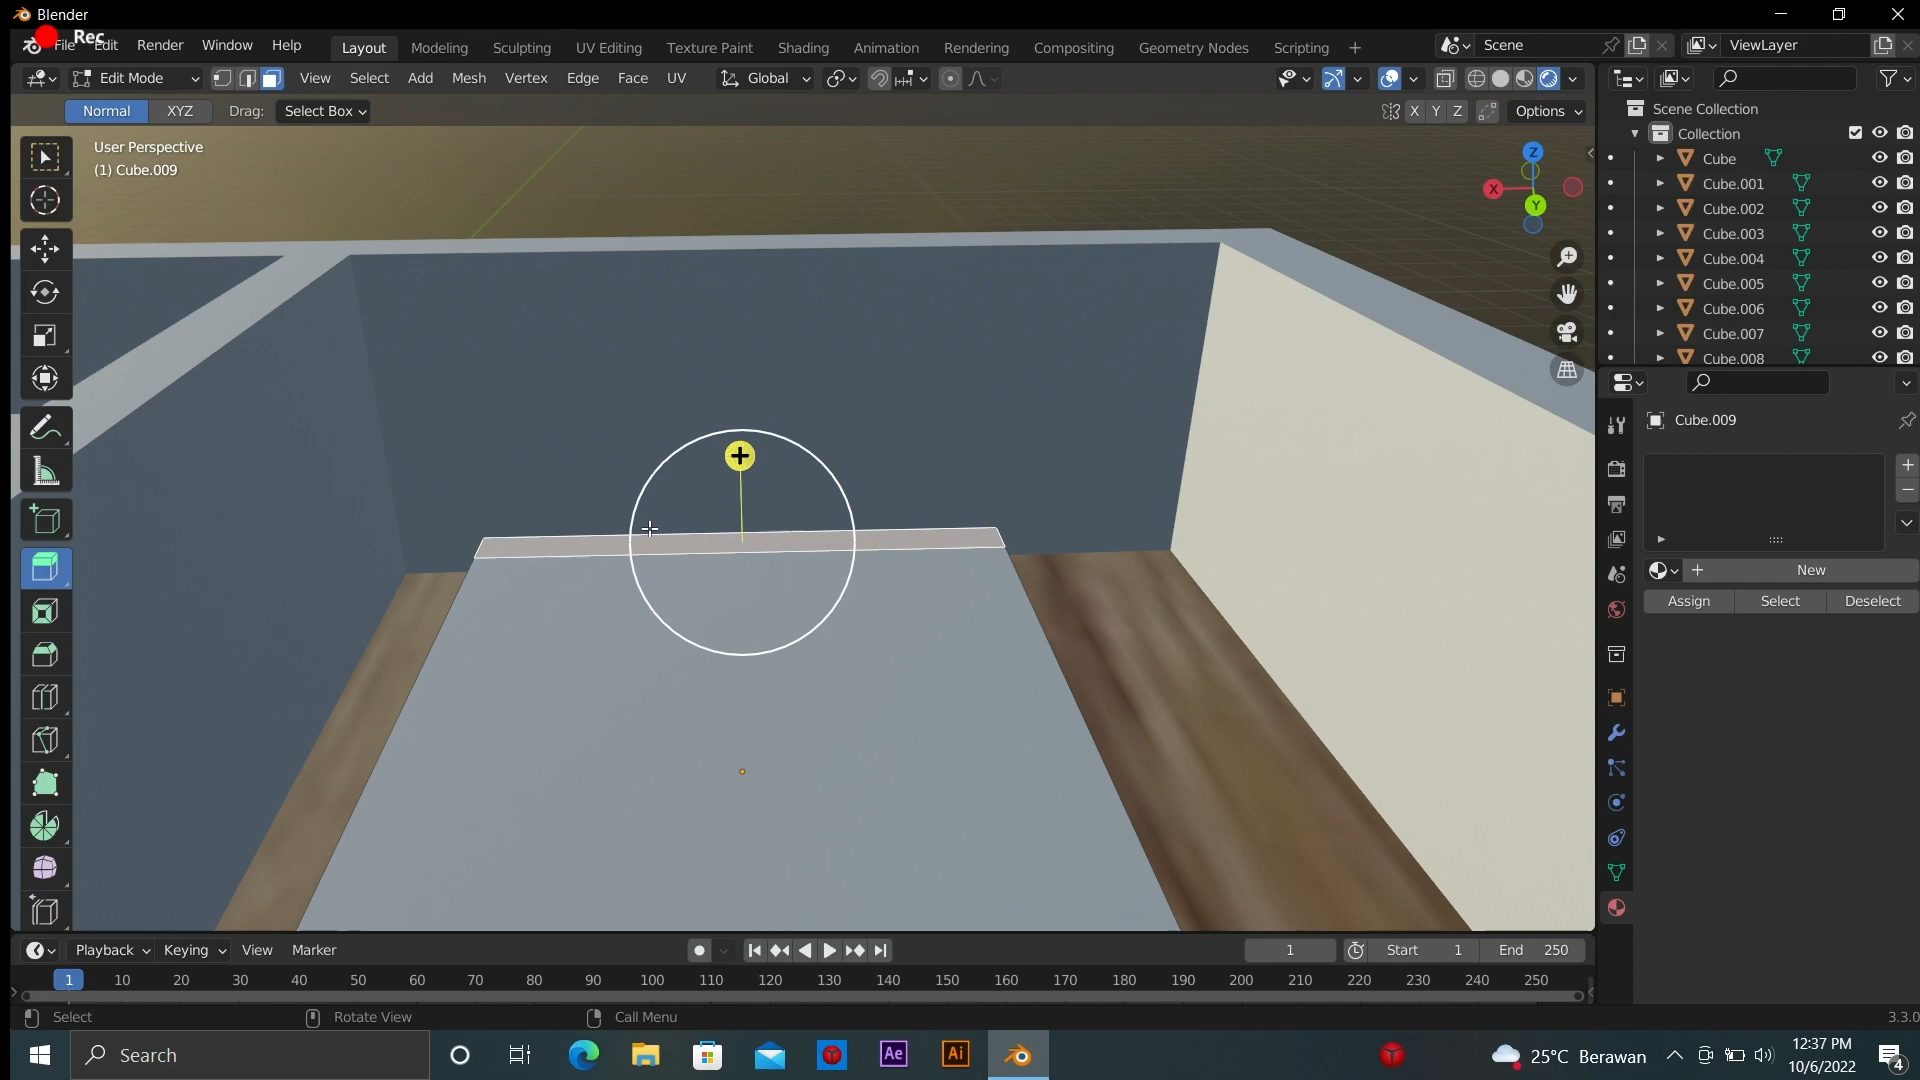 Blender
Rec
File Edit Render Window Help Layout Modeling Sculpting UV Editing Texture Paint Shading Animation Rendering Compositing Geometry Nodes Scripting + Scene ViewLayer
Edit Mode View Select Add Mesh Vertex Edge Face UV Global
Normal XYZ Drag: Select Box X Y Z Options
User Perspective
(1) Cube.009
Z
X
Y
Scene Collection
Collection
Cube
Cube.001
Cube.002
Cube.003
Cube.004
Cube.005
Cube.006
Cube.007
Cube.008
Cube.009
New
Assign Select Deselect
Playback Keying View Marker 1 Start 1 End 250
1 10 20 30 40 50 60 70 80 90 100 110 120 130 140 150 160 170 180 190 200 210 220 230 240 250
Select Rotate View Call Menu 3.3.0
Search Ae Ai 25°C Berawan 12:37 PM
10/6/2022 4